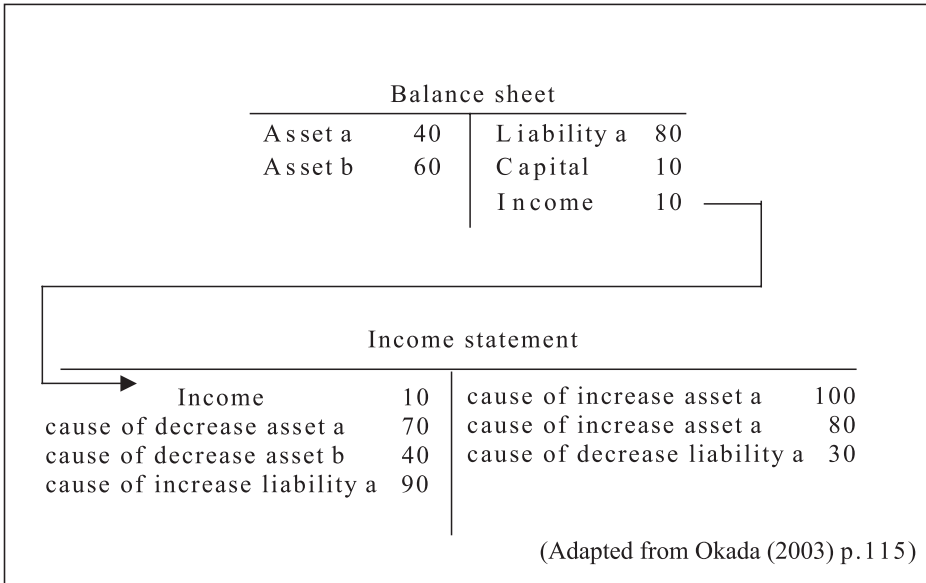 Balance sheet
Asset a 40 Liability a 80
Asset b 60 Capital 10
Income 10
Income statement
Income 10 cause of increase asset a 100
cause of decrease asset a 70 cause of increase asset a 80
cause of decrease asset b 40 cause of decrease liability a 30
cause of increase liability a 90
(Adapted from Okada (2003) p.115)